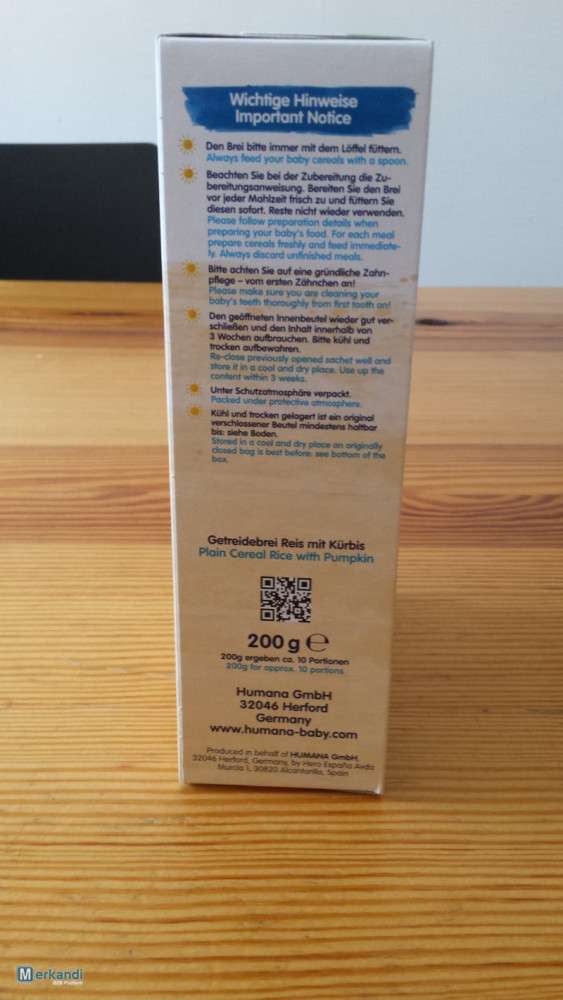 Wichtige Hinweise
Important Notice
Den Brei bitte immer mit dem Löffel füttern.
Always feed your baby cereals with a spoon.
Beachten Sie bei der Zubereitung die Zu-
bereitungsanweisung. Bereiten Sie den Brei
vor jeder Mahlzeit frisch zu und füttern Sie
diesen sofort. Reste nicht wieder verwenden.
Please follow preparation details when
preparing your baby's food. For each meal
prepare cereals freshly and feed immediate-
ly. Always discard unfinished meals.
Bitte achten Sie auf eine gründliche Zahn-
pflege – vom ersten Zähnchen an!
Please make sure you are cleaning your
baby's teeth thoroughly from first tooth on!
Den geöffneten Innenbeutel wieder gut ver-
schließen und den Inhalt innerhalb von
3 Wochen aufbrauchen. Bitte kühl und
trocken aufbewahren.
Re-close previously opened sachet well and
store it in a cool and dry place. Use up the
content within 3 weeks.
Unter Schutzatmosphäre verpackt.
Packed under protective atmosphere.
Kühl und trocken gelagert ist ein original
verschlossener Beutel mindestens haltbar
bis: siehe Boden.
Stored in a cool and dry place an originally
closed bag is best before: see bottom of the
box.
Getreidebrei Reis mit Kürbis
Plain Cereal Rice with Pumpkin
200 g ℮
200g ergeben ca. 10 Portionen
200g for approx. 10 portions
Humana GmbH
32046 Herford
Germany
www.humana-baby.com
Produced in behalf of HUMANA GmbH,
32046 Herford, Germany, by Hero España Avda
Murcia 1, 30820 Alcantarilla, Spain
Merkandi
B2B Platform